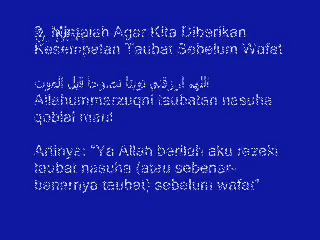 Mintalah Agar Kita Diberikan
Kesempatan Taubat Sebelum Wafat
اللهم ارزقني توبة نصوحا قبل الموت
Allahummarzuqni taubatan nasuha
qoblal maut
Artinya: "Ya Allah berilah aku rezeki
taubat nasuha (atau sebenar-
benarnya taubat) sebelum wafat"